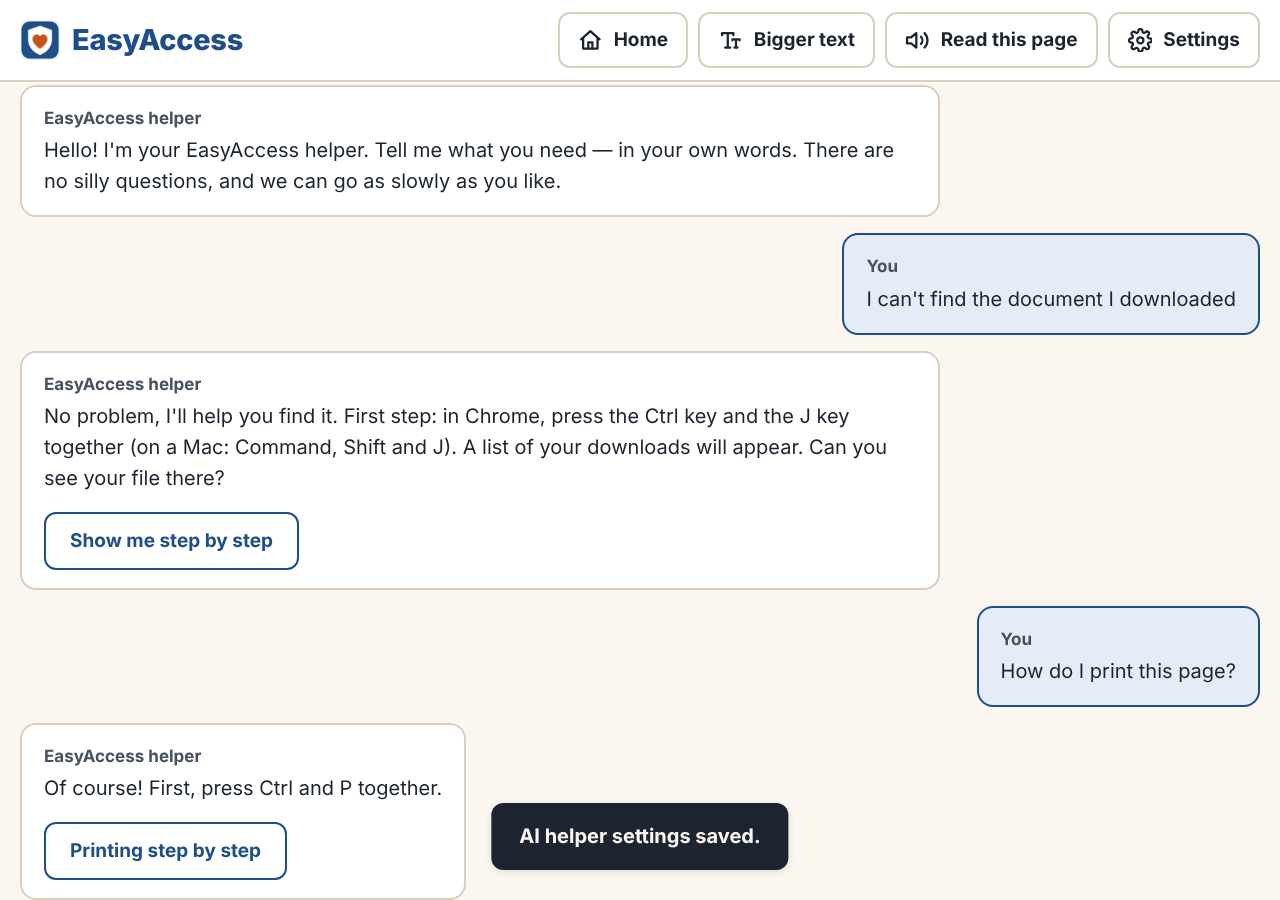 EasyAccess
Home
Bigger text
Read this page
Settings
EasyAccess helper
Hello! I'm your EasyAccess helper. Tell me what you need — in your own words. There are
no silly questions, and we can go as slowly as you like.
You
I can't find the document I downloaded
EasyAccess helper
No problem, I'll help you find it. First step: in Chrome, press the Ctrl key and the J key
together (on a Mac: Command, Shift and J). A list of your downloads will appear. Can you
see your file there?
Show me step by step
You
How do I print this page?
EasyAccess helper
Of course! First, press Ctrl and P together.
Printing step by step
AI helper settings saved.